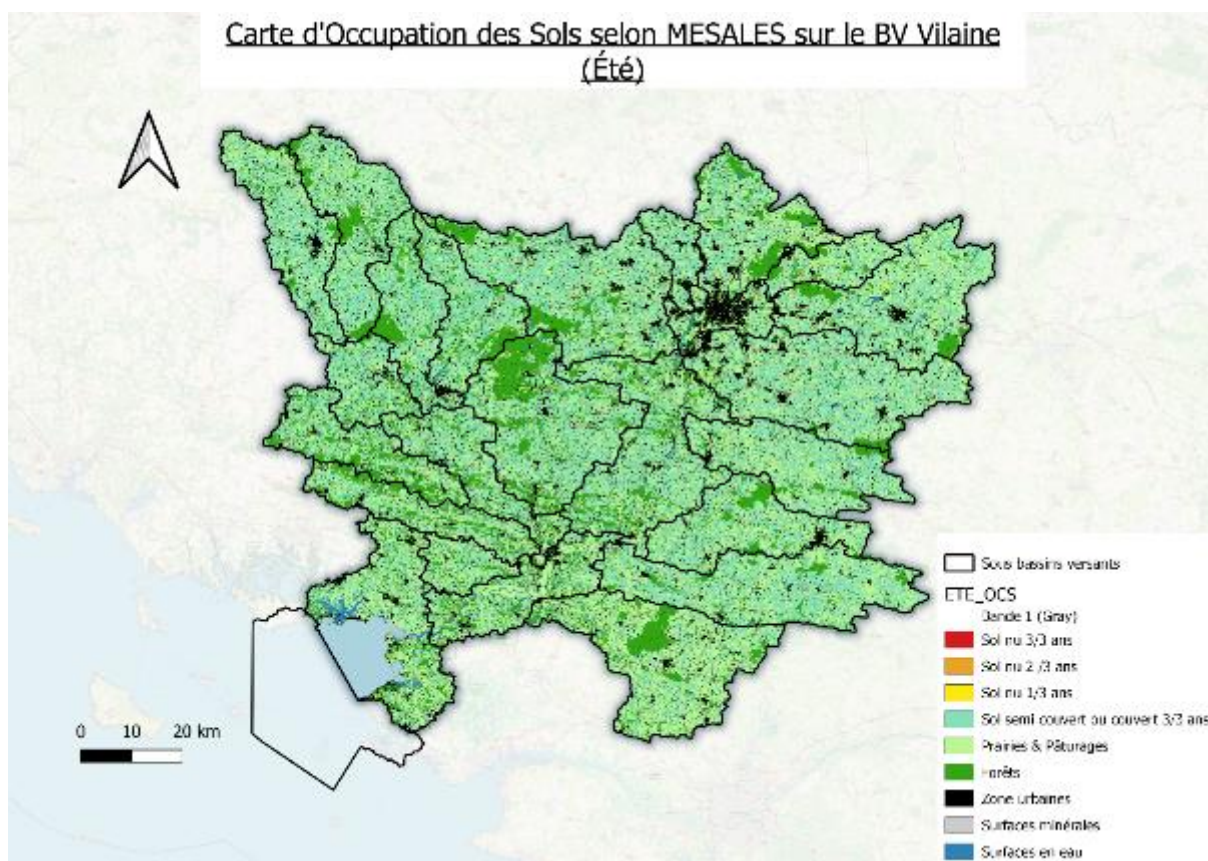 Carte d'Occupation des Sols selon MESALES sur le BV Vilaine
(Été)
0 10 20 km
Sous bassins versants
ETE_OCS
Bande 1 (Gray)
Sol nu 3/3 ans
Sol nu 2 /3 ans
Sol nu 1/3 ans
Sol semi couvert ou couvert 3/3 ans
Prairies & Pâturages
Forêts
Zone urbaines
Surfaces minérales
Surfaces en eau